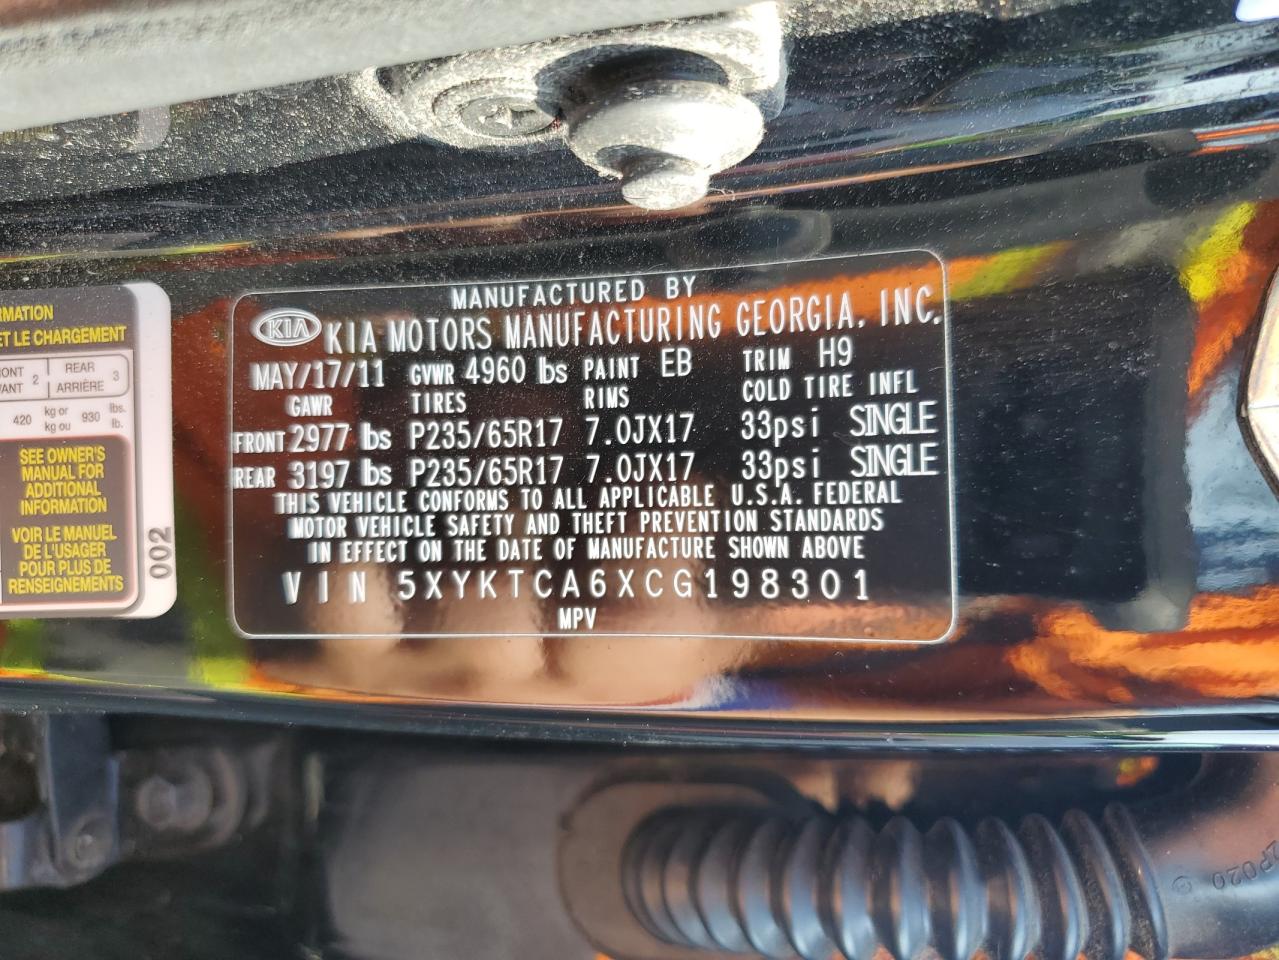 MANUFACTURED BY
KIA KIA MOTORS MANUFACTURING GEORGIA, INC.
MAY/17/11 GVWR 4960 lbs PAINT EB TRIM H9
GAWR TIRES RIMS COLD TIRE INFL
FRONT 2977 lbs P235/65R17 7.0JX17 33psi SINGLE
REAR 3197 lbs P235/65R17 7.0JX17 33psi SINGLE
THIS VEHICLE CONFORMS TO ALL APPLICABLE U.S.A. FEDERAL
MOTOR VEHICLE SAFETY AND THEFT PREVENTION STANDARDS
IN EFFECT ON THE DATE OF MANUFACTURE SHOWN ABOVE
VIN 5XYKTCA6XCG198301
MPV
ET LE CHARGEMENT
2 REAR 3
ARRIÈRE
420 kg or 930 lbs.
kg ou lb.
SEE OWNER'S
MANUAL FOR
ADDITIONAL
INFORMATION
VOIR LE MANUEL
DE L'USAGER
POUR PLUS DE
RENSEIGNEMENTS
002
2P020